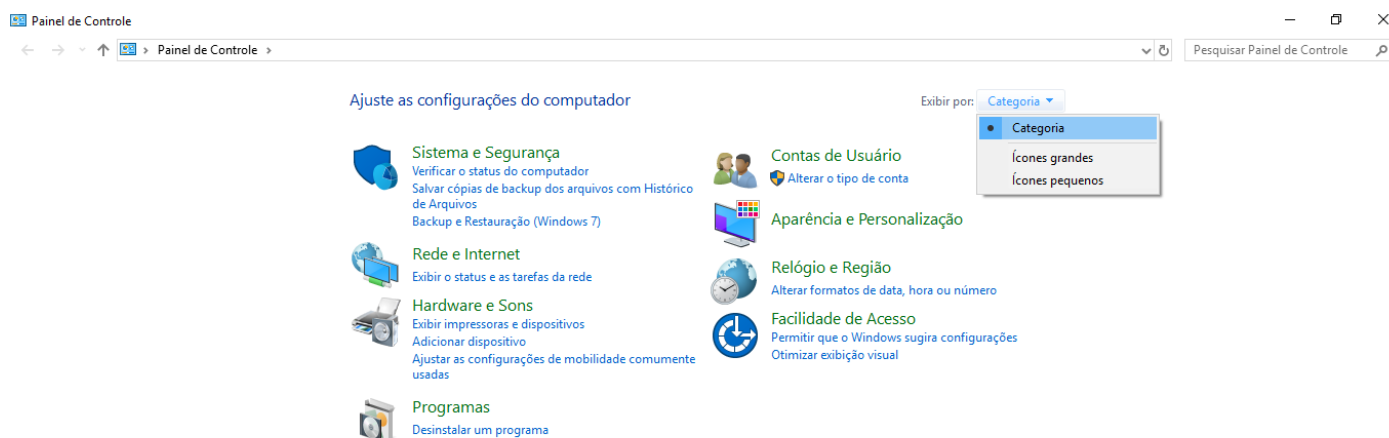 Painel de Controle
Painel de Controle
Pesquisar Painel de Controle
Ajuste as configurações do computador
Exibir por:
Categoria
Categoria
Ícones grandes
Ícones pequenos
Sistema e Segurança
Verificar o status do computador
Salvar cópias de backup dos arquivos com Histórico
de Arquivos
Backup e Restauração (Windows 7)
Rede e Internet
Exibir o status e as tarefas da rede
Hardware e Sons
Exibir impressoras e dispositivos
Adicionar dispositivo
Ajustar as configurações de mobilidade comumente
usadas
Programas
Desinstalar um programa
Contas de Usuário
Alterar o tipo de conta
Aparência e Personalização
Relógio e Região
Alterar formatos de data, hora ou número
Facilidade de Acesso
Permitir que o Windows sugira configurações
Otimizar exibição visual